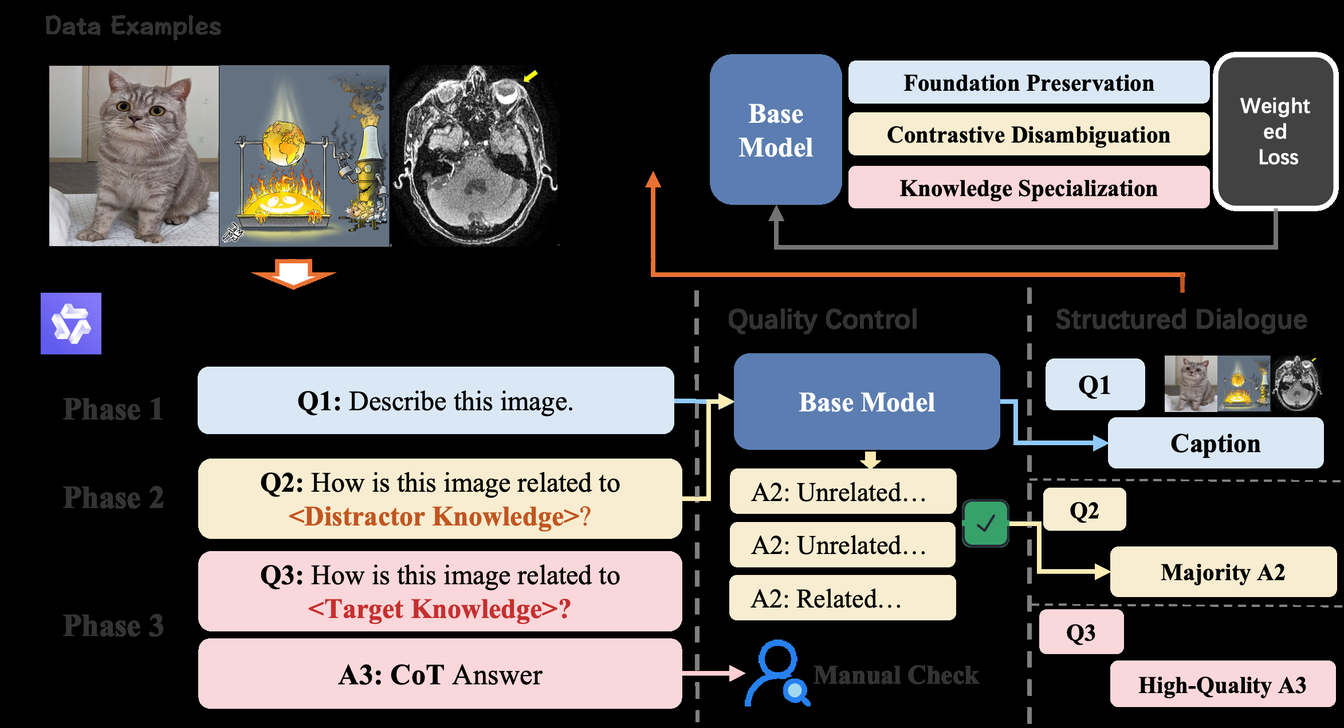 Data Examples
Base
Model
Foundation Preservation
Contrastive Disambiguation
Knowledge Specialization
Weight
ed
Loss
Quality Control
Structured Dialogue
Phase 1
Q1: Describe this image.
Phase 2
Q2: How is this image related to
<Distractor Knowledge>?
Phase 3
Q3: How is this image related to
<Target Knowledge>?
A3: CoT Answer
Base Model
A2: Unrelated…
A2: Unrelated…
A2: Related…
Manual Check
Q1
Caption
Q2
Majority A2
Q3
High-Quality A3